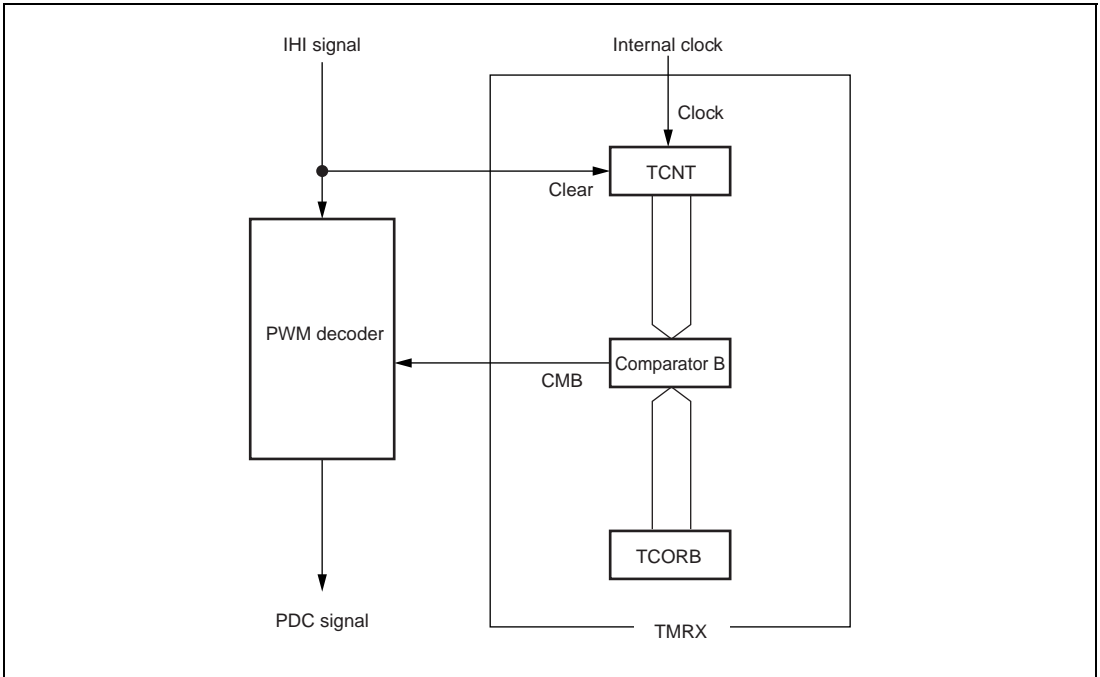 IHI signal
Internal clock
Clock
TCNT
Clear
PWM decoder
Comparator B
CMB
TCORB
PDC signal
TMRX